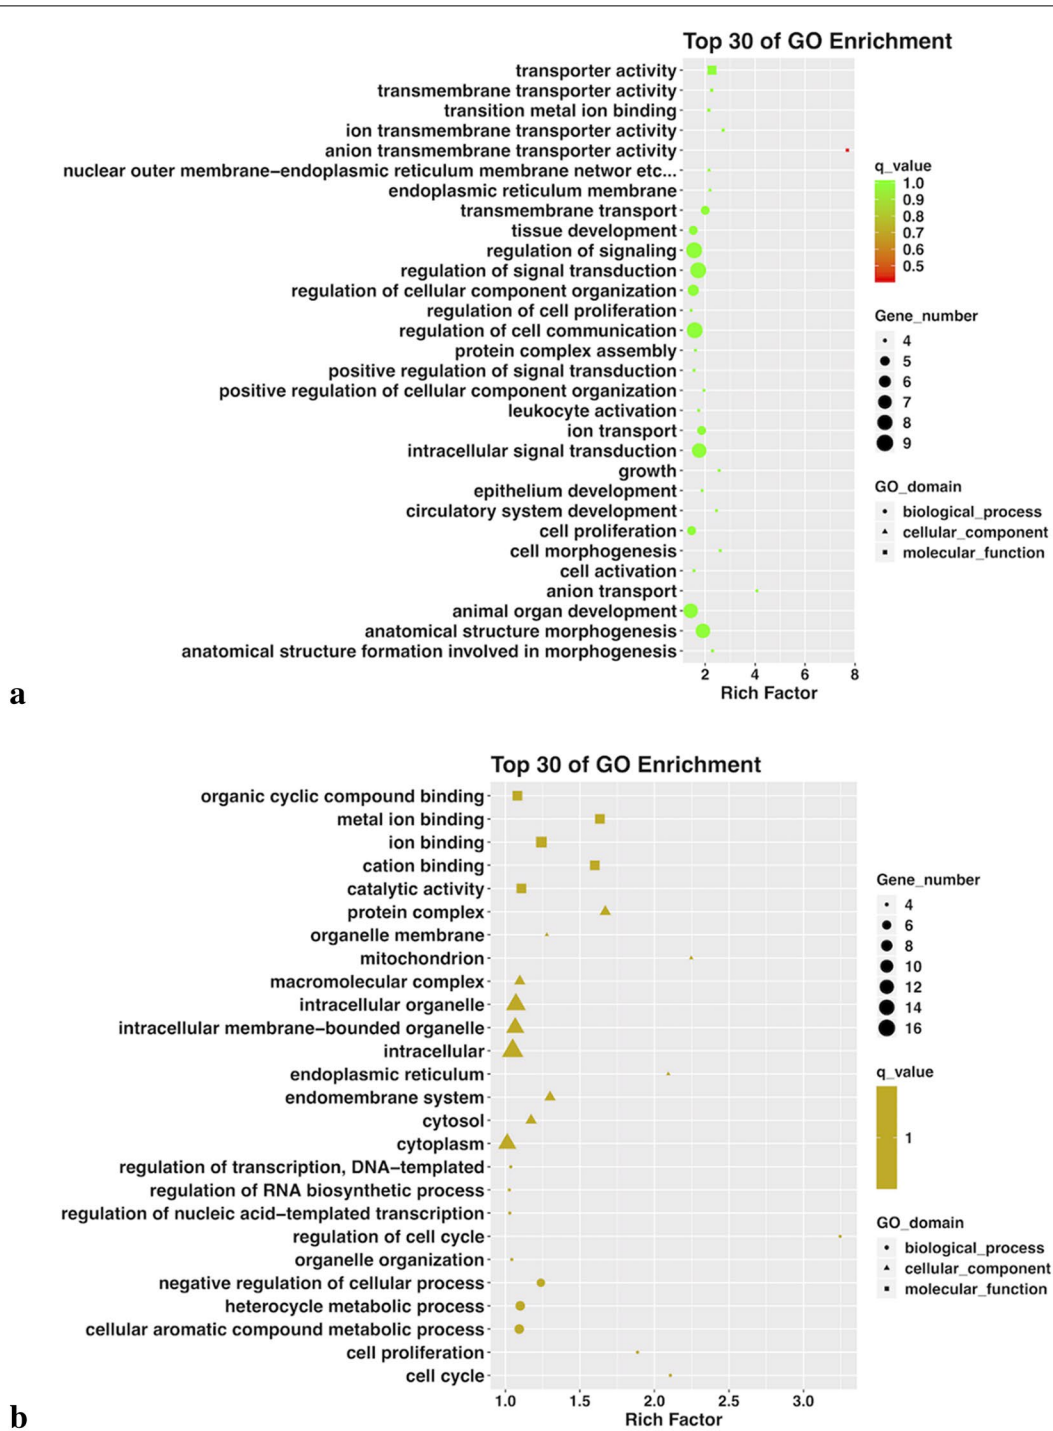 Top 30 of GO Enrichment
transporter activity
transmembrane transporter activity
transition metal ion binding
ion transmembrane transporter activity
anion transmembrane transporter activity
nuclear outer membrane−endoplasmic reticulum membrane networ etc...
endoplasmic reticulum membrane
transmembrane transport
tissue development
regulation of signaling
regulation of signal transduction
regulation of cellular component organization
regulation of cell proliferation
regulation of cell communication
protein complex assembly
positive regulation of signal transduction
positive regulation of cellular component organization
leukocyte activation
ion transport
intracellular signal transduction
growth
epithelium development
circulatory system development
cell proliferation
cell morphogenesis
cell activation
anion transport
animal organ development
anatomical structure morphogenesis
anatomical structure formation involved in morphogenesis
2 4 6 8
Rich Factor
q_value
1.0
0.9
0.8
0.7
0.6
0.5
Gene_number
4
5
6
7
8
9
GO_domain
biological_process
cellular_component
molecular_function
a
Top 30 of GO Enrichment
organic cyclic compound binding
metal ion binding
ion binding
cation binding
catalytic activity
protein complex
organelle membrane
mitochondrion
macromolecular complex
intracellular organelle
intracellular membrane−bounded organelle
intracellular
endoplasmic reticulum
endomembrane system
cytosol
cytoplasm
regulation of transcription, DNA−templated
regulation of RNA biosynthetic process
regulation of nucleic acid−templated transcription
regulation of cell cycle
organelle organization
negative regulation of cellular process
heterocycle metabolic process
cellular aromatic compound metabolic process
cell proliferation
cell cycle
1.0 1.5 2.0 2.5 3.0
Rich Factor
Gene_number
4
6
8
10
12
14
16
q_value
1
GO_domain
biological_process
cellular_component
molecular_function
b